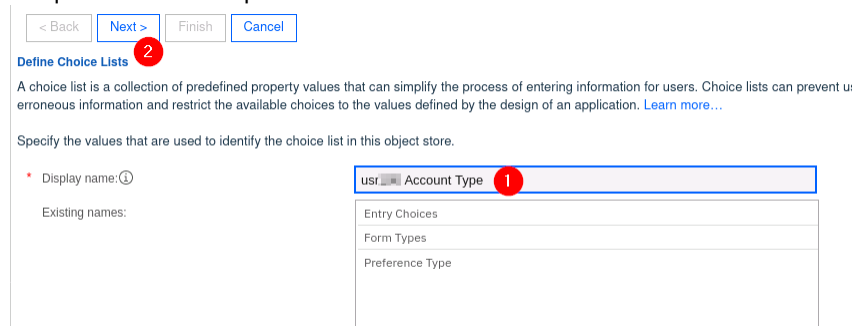 < Back Next > Finish Cancel
2
Define Choice Lists
A choice list is a collection of predefined property values that can simplify the process of entering information for users. Choice lists can prevent
erroneous information and restrict the available choices to the values defined by the design of an application. Learn more…
Specify the values that are used to identify the choice list in this object store.
* Display name: i usr Account Type 1
Existing names: Entry Choices
Form Types
Preference Type